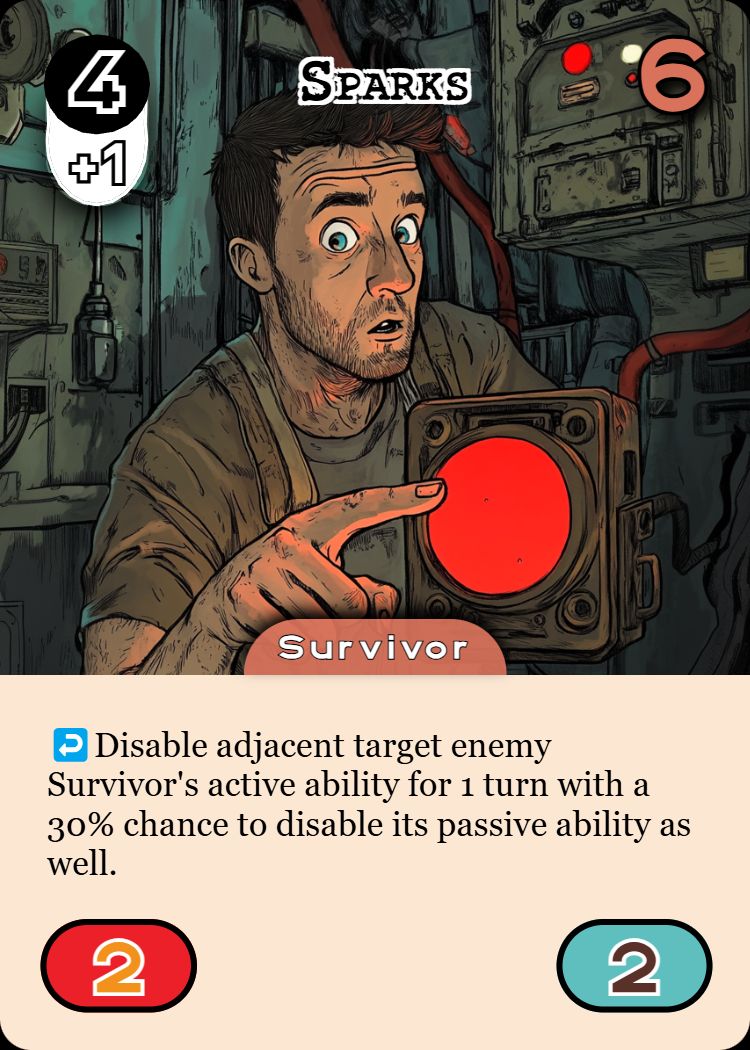 4
+1
Sparks
6
Survivor
↩ Disable adjacent target enemy
Survivor's active ability for 1 turn with a
30% chance to disable its passive ability as
well.
2
2